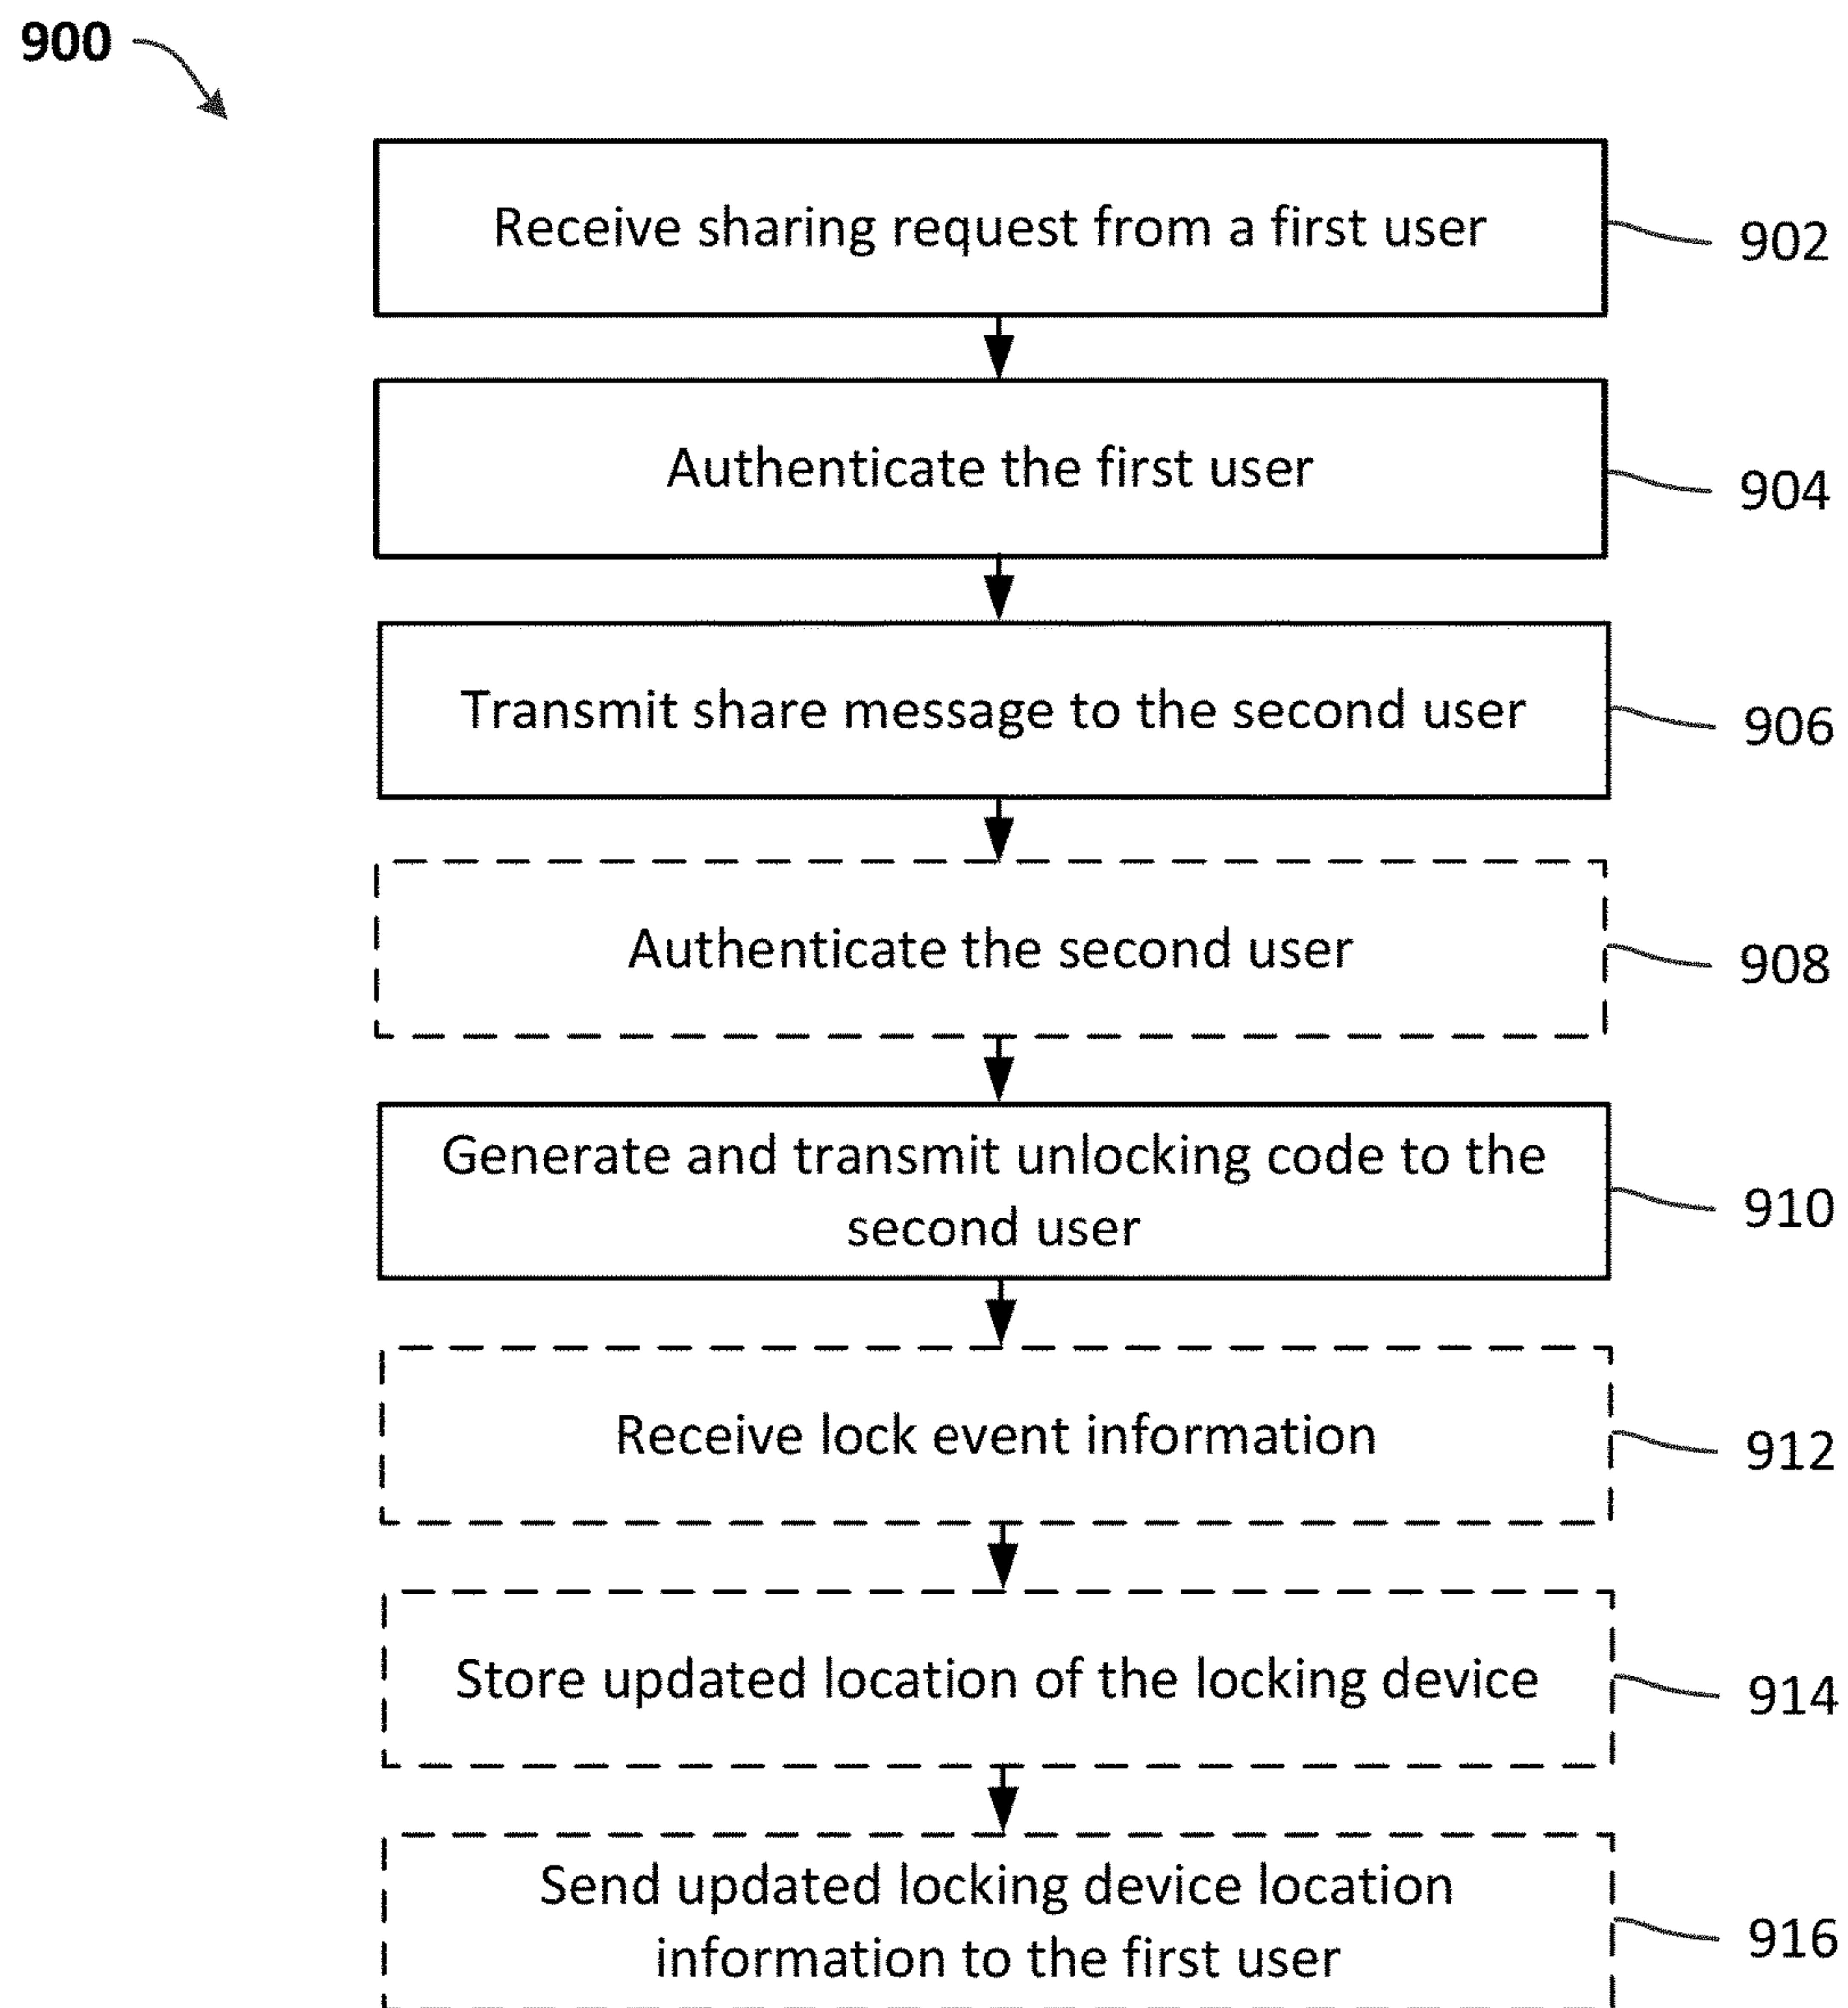 900
Receive sharing request from a first user
902
Authenticate the first user
904
Transmit share message to the second user
906
Authenticate the second user
908
Generate and transmit unlocking code to the
second user
910
Receive lock event information
912
Store updated location of the locking device
914
Send updated locking device location
information to the first user
916